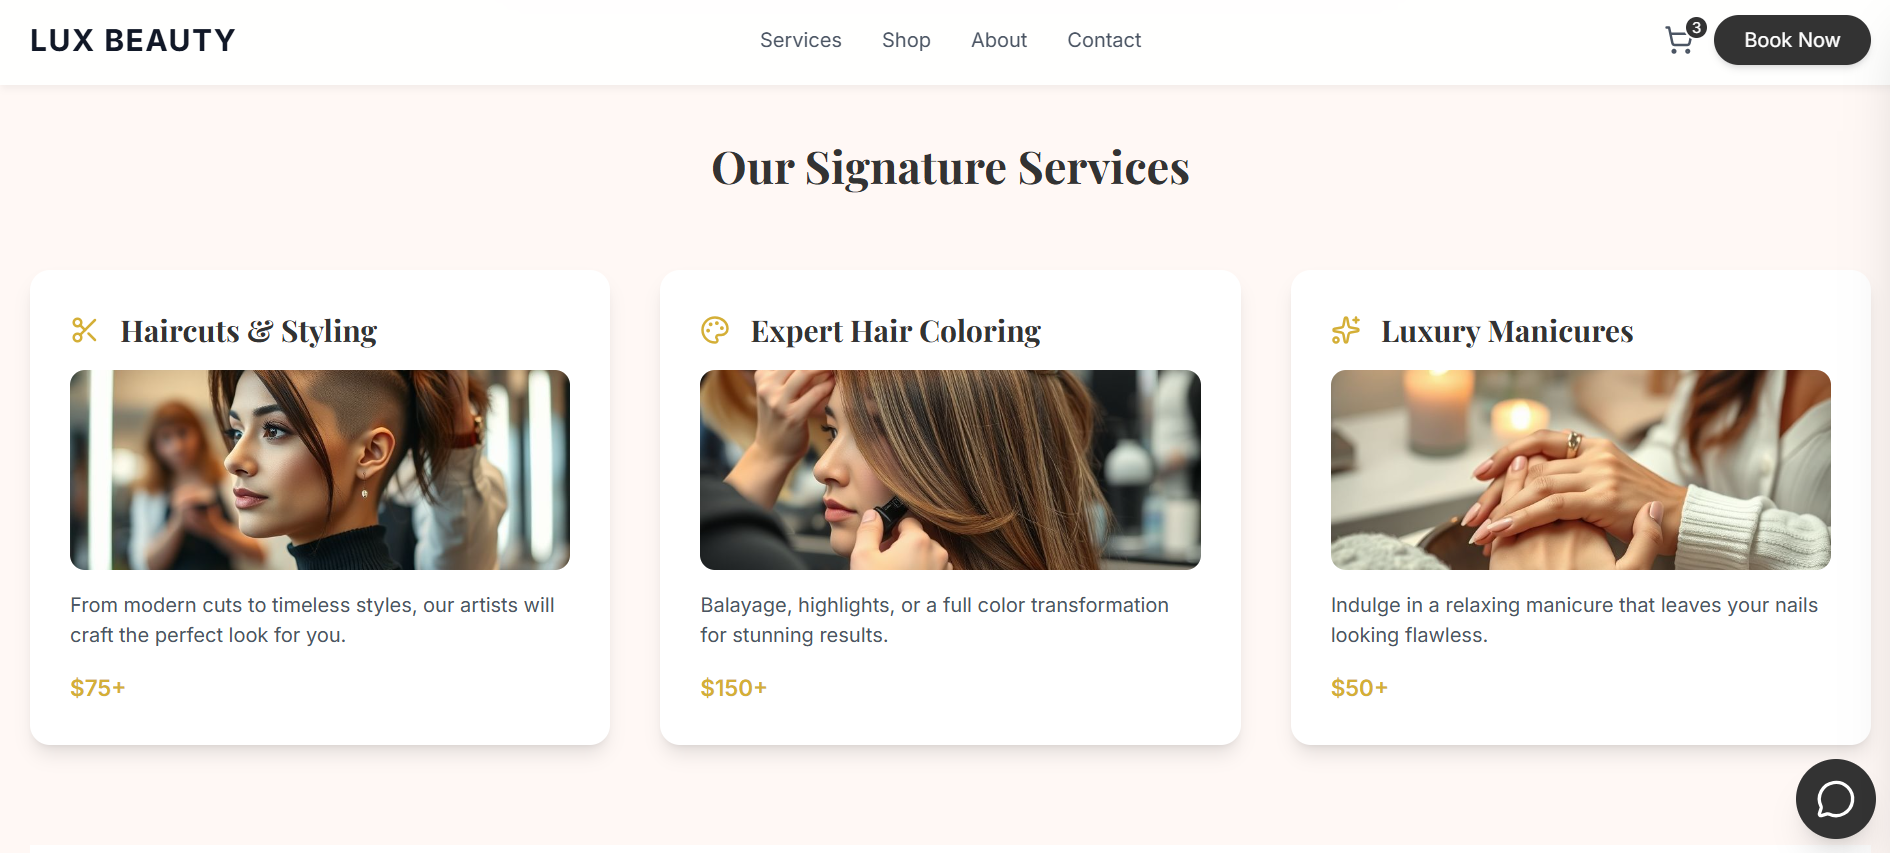 LUX BEAUTY
Services
Shop
About
Contact
3
Book Now
Our Signature Services
Haircuts & Styling
From modern cuts to timeless styles, our artists will
craft the perfect look for you.
$75+
Expert Hair Coloring
Balayage, highlights, or a full color transformation
for stunning results.
$150+
Luxury Manicures
Indulge in a relaxing manicure that leaves your nails
looking flawless.
$50+